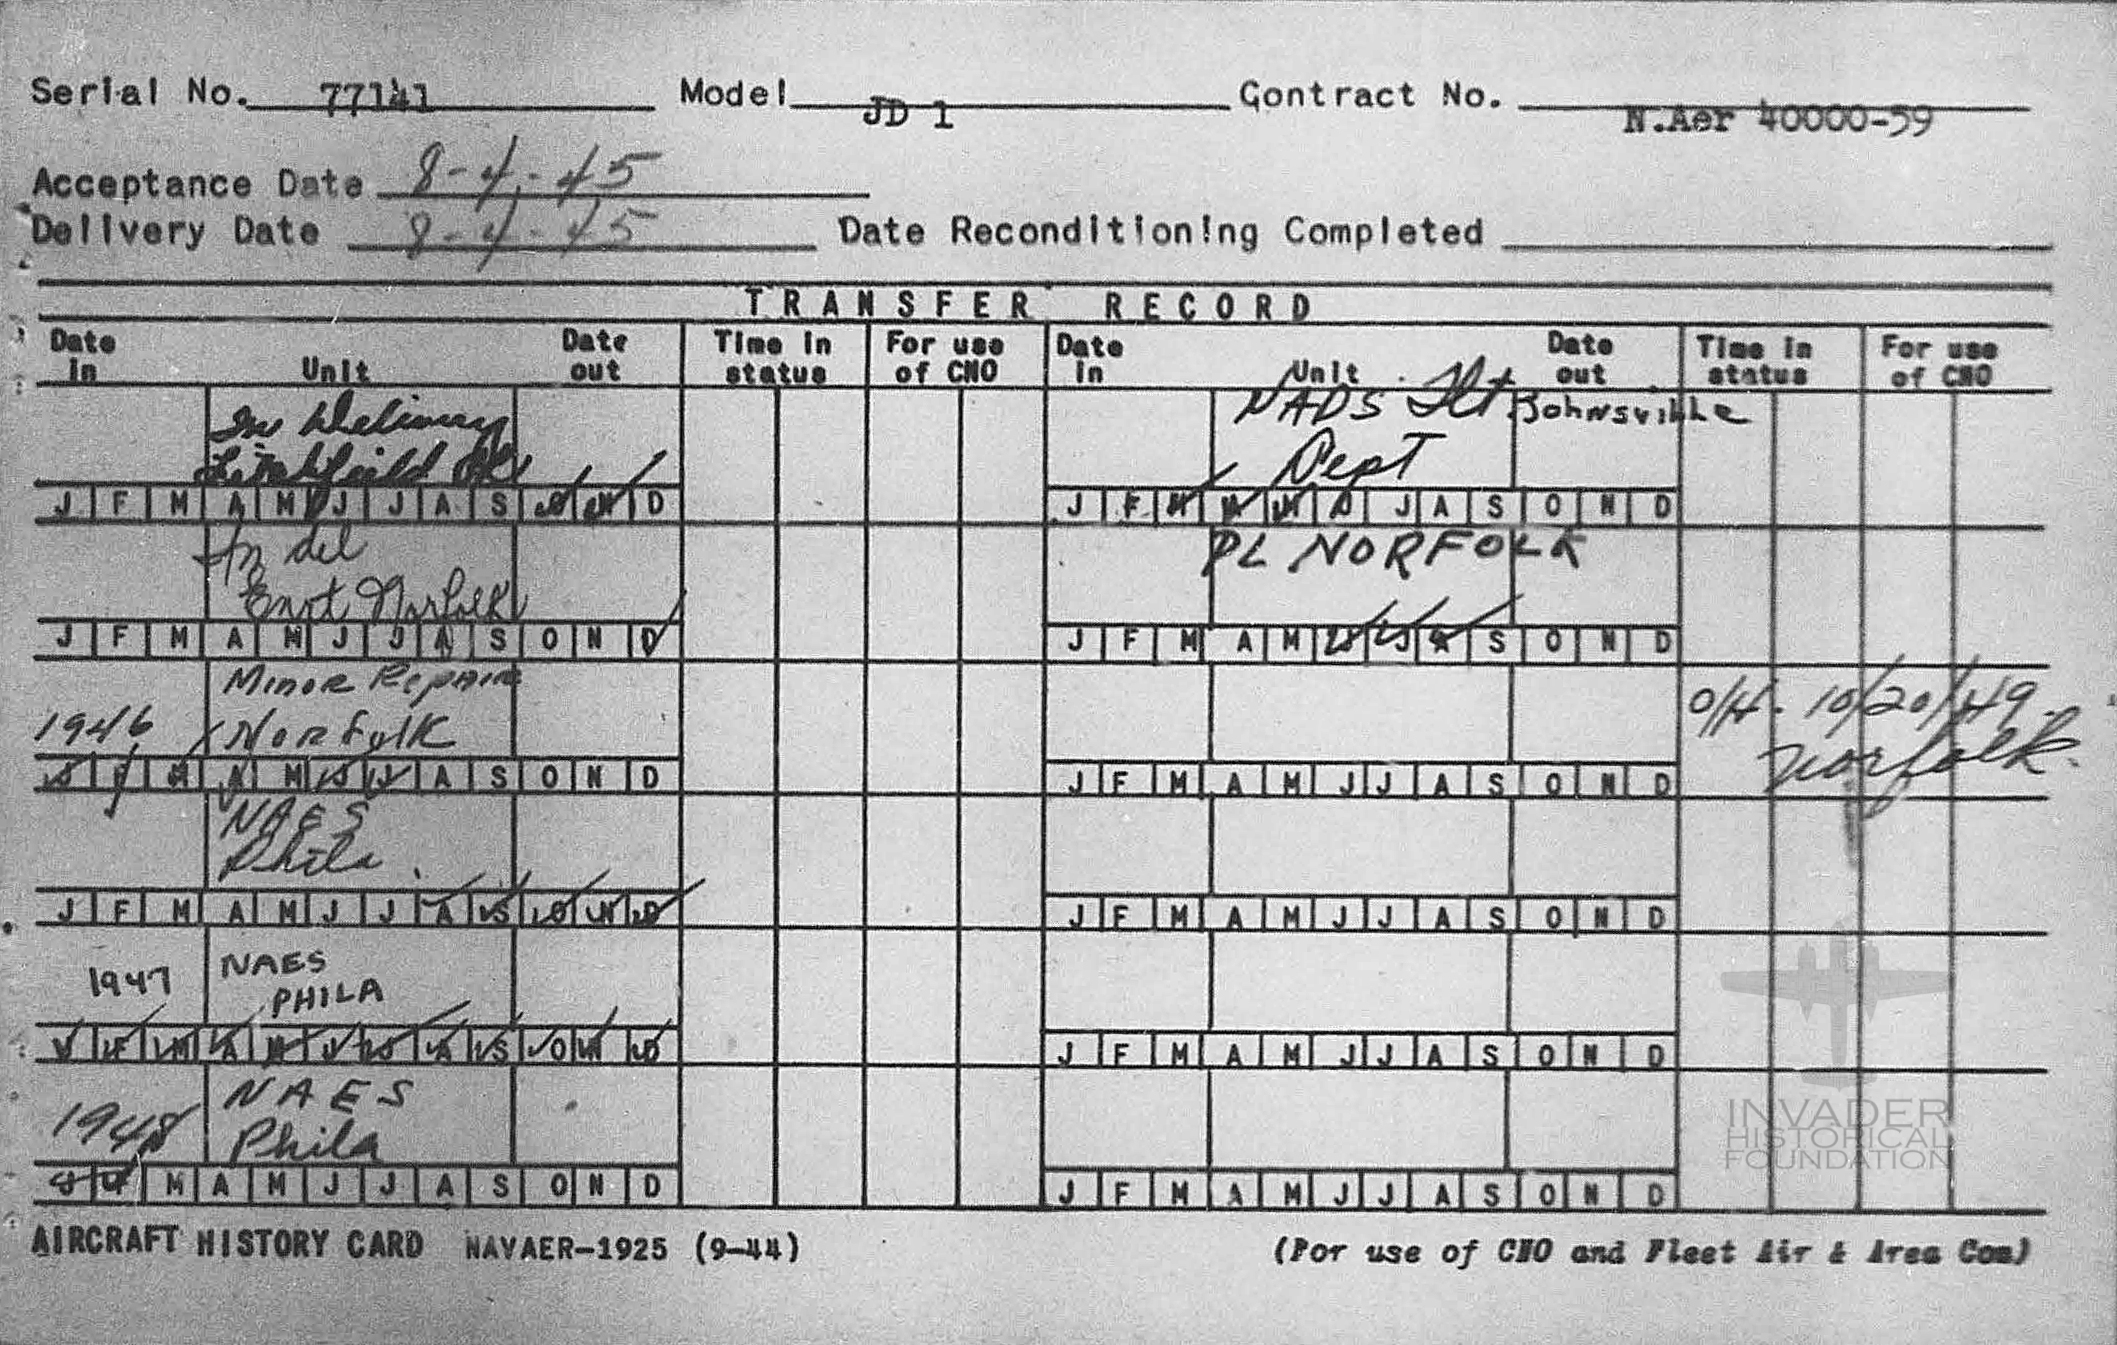 Serial No. 77141 Model JD 1 Contract No. N.Aer 40000-59
Acceptance Date 8-4-45
Delivery Date 8-4-45 Date Reconditioning Completed
TRANSFER RECORD
Date in Unit Date out Time in status For use of CNO Date in Unit Date out Time in status For use of CNO
In Delivery
J F M A M J J A S O N D
In del
Norfolk
J F M A M J J A S O N D
1946 Minor Repair
Norfolk
J F M A M J J A S O N D
NAES
Phila
J F M A M J J A S O N D
1947 NAES
PHILA
J F M A M J J A S O N D
1948 NAES
Phila
J F M A M J J A S O N D
NADS Flt Johnsville
Dept
J F M A M J J A S O N D
PL NORFOLK
J F M A M J J A S O N D
O/H - 10/20/49
Norfolk.
J F M A M J J A S O N D
J F M A M J J A S O N D
J F M A M J J A S O N D
J F M A M J J A S O N D
INVADER
HISTORICAL
FOUNDATION
AIRCRAFT HISTORY CARD NAVAER-1925 (9-44) (For use of CNO and Fleet Air & Area Com)